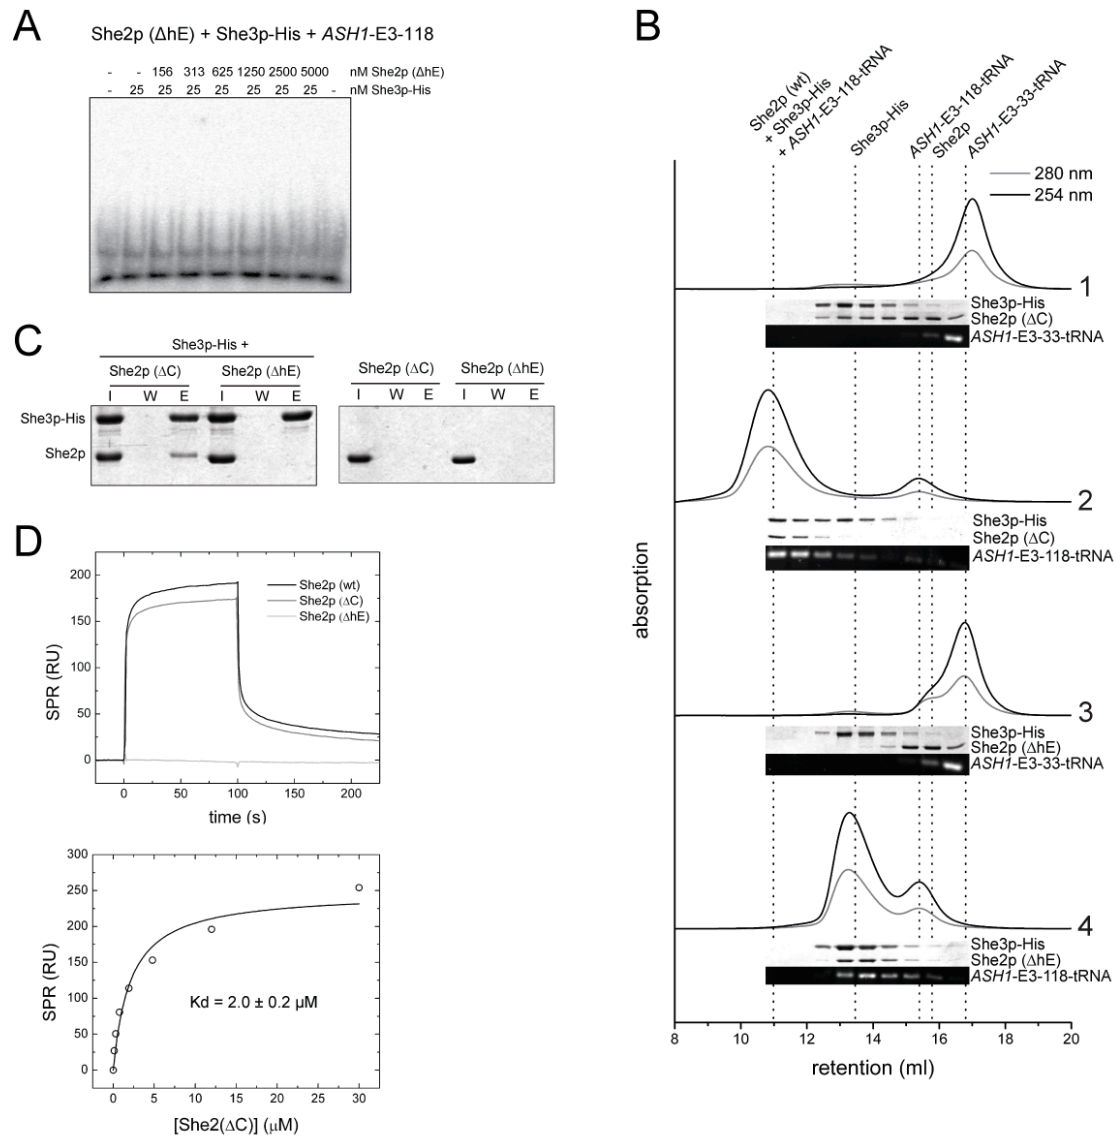 A
She2p (ΔhE) + She3p-His + ASH1-E3-118
- - 156 313 625 1250 2500 5000 nM She2p (ΔhE)
- 25 25 25 25 25 25 25 - nM She3p-His
B
She2p (wt)
+ She3p-His
+ ASH1-E3-118-tRNA
She3p-His
ASH1-E3-118-tRNA
She2p
ASH1-E3-33-tRNA
280 nm
254 nm
1
She3p-His
She2p (ΔC)
ASH1-E3-33-tRNA
2
She3p-His
She2p (ΔC)
ASH1-E3-118-tRNA
3
She3p-His
She2p (ΔhE)
ASH1-E3-33-tRNA
4
She3p-His
She2p (ΔhE)
ASH1-E3-118-tRNA
absorption
8 10 12 14 16 18 20
retention (ml)
C
She3p-His +
She2p (ΔC) She2p (ΔhE) She2p (ΔC) She2p (ΔhE)
I W E I W E I W E I W E
She3p-His
She2p
D
200
150
100
50
0
SPR (RU)
She2p (wt)
She2p (ΔC)
She2p (ΔhE)
0 50 100 150 200
time (s)
300
250
200
150
100
50
0
SPR (RU)
Kd = 2.0 ± 0.2 μM
0 5 10 15 20 25 30
[She2(ΔC)] (μM)